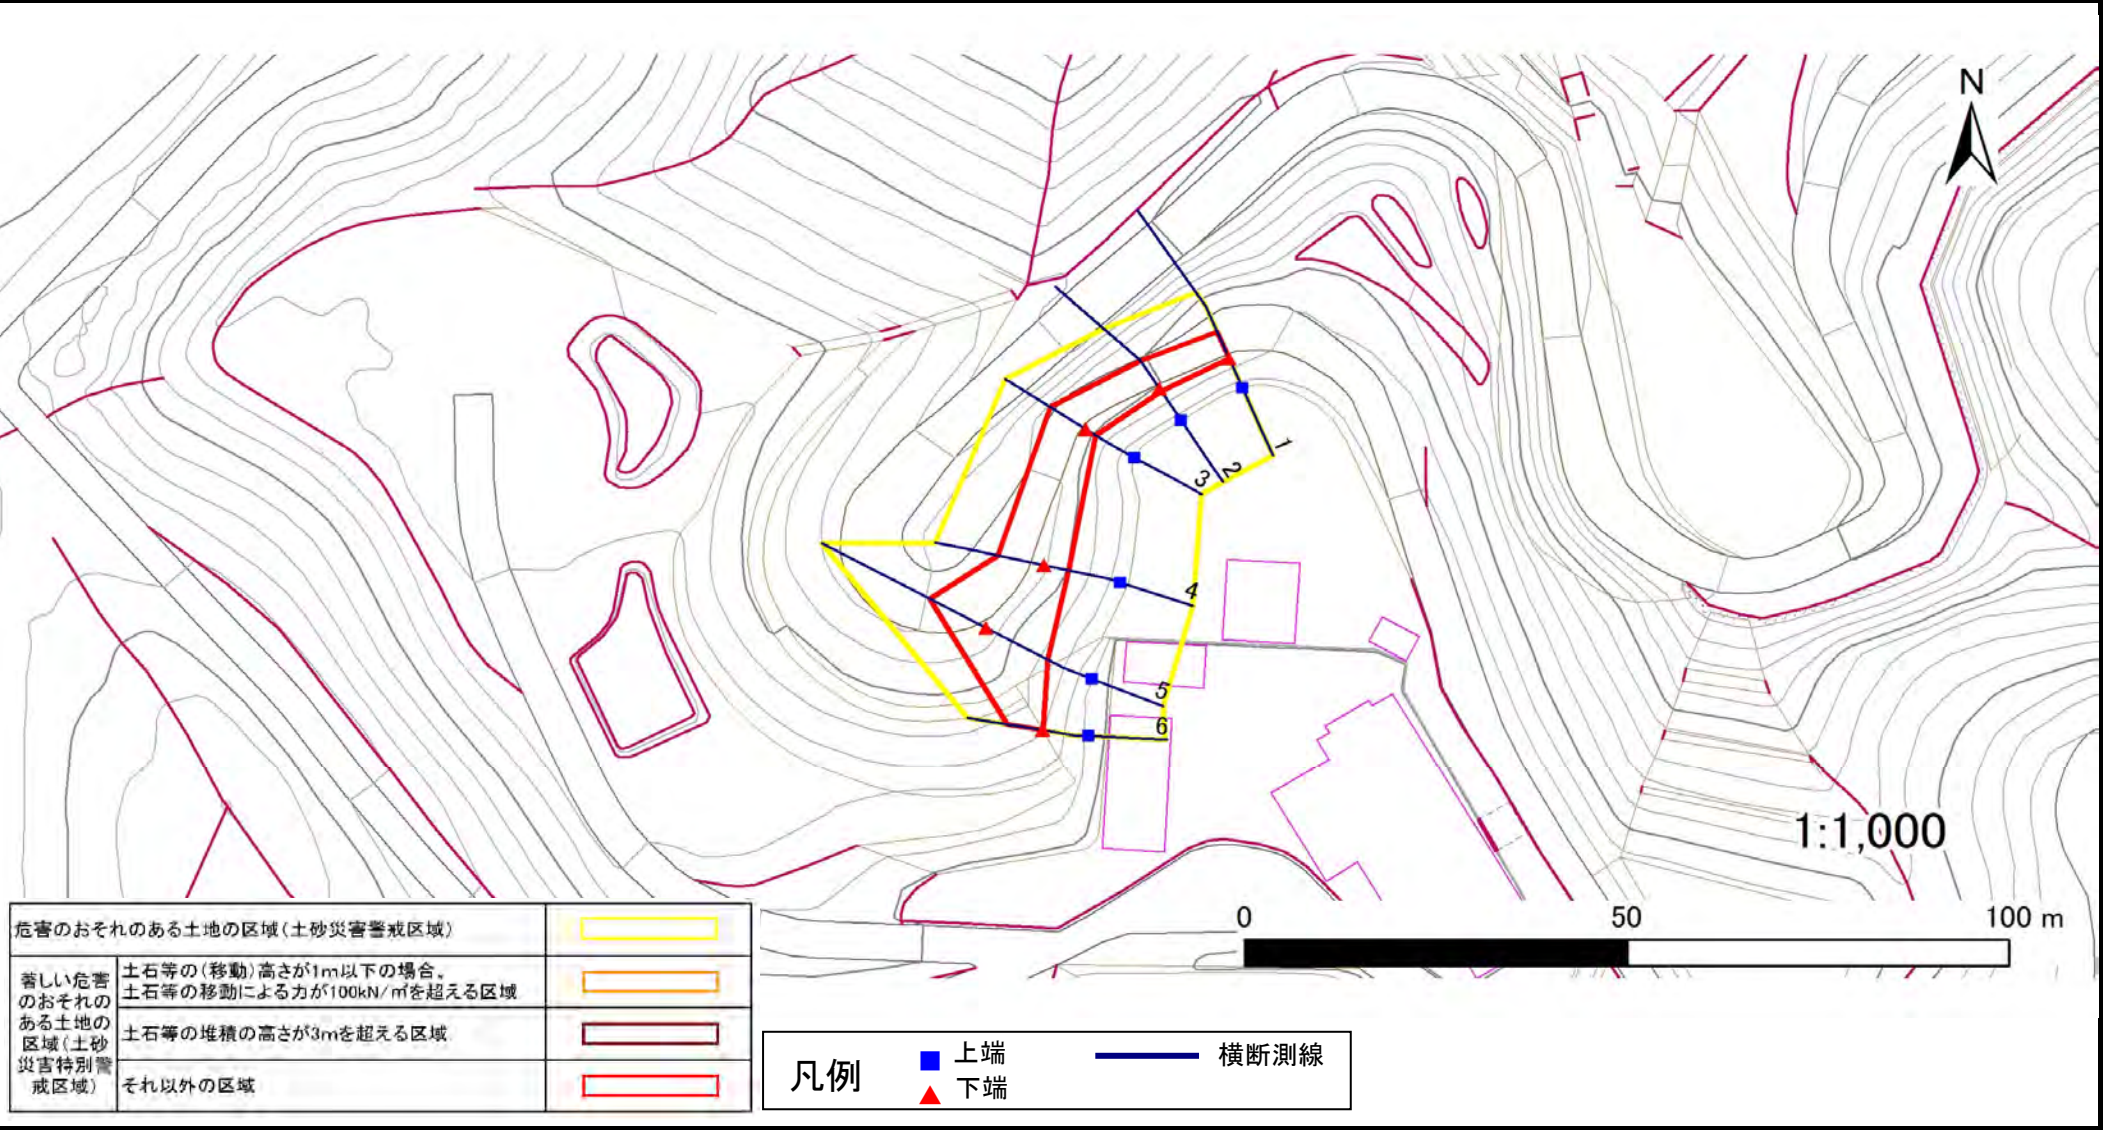 N
1
2
3
4
5
6
1:1,000
0 50 100 m
危害のおそれのある土地の区域(土砂災害警戒区域)
著しい危害
のおそれの
ある土地の
区域(土砂
災害特別警
戒区域)
土石等の(移動)高さが1m以下の場合、
土石等の移動による力が100kN/㎡を超える区域
土石等の堆積の高さが3mを超える区域
それ以外の区域
凡例
上端
下端
横断測線